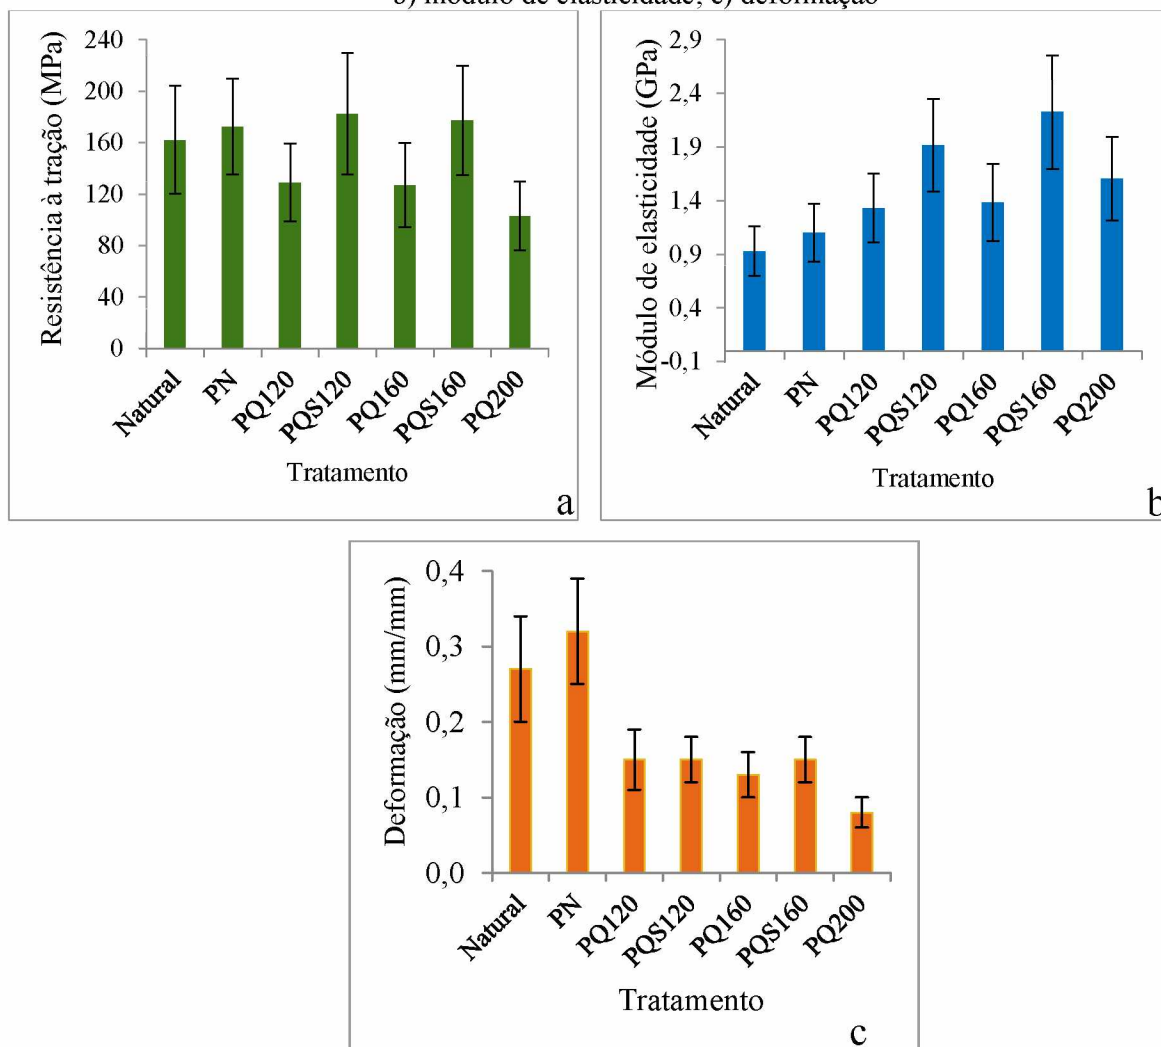 b) módulo de elasticidade; c) deformação
Resistência à tração (MPa)
240
200
160
120
80
40
0
Natural
PN
PQ120
PQS120
PQ160
PQS160
PQ200
Tratamento
a
Módulo de elasticidade (GPa)
2,9
2,4
1,9
1,4
0,9
0,4
-0,1
Natural
PN
PQ120
PQS120
PQ160
PQS160
PQ200
Tratamento
b
Deformação (mm/mm)
0,4
0,3
0,2
0,1
0,0
Natural
PN
PQ120
PQS120
PQ160
PQS160
PQ200
Tratamento
c